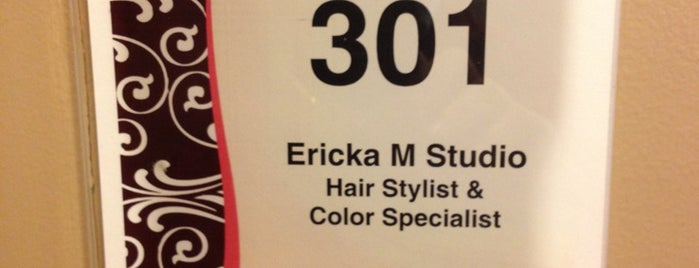 301
Ericka M Studio
Hair Stylist &
Color Specialist